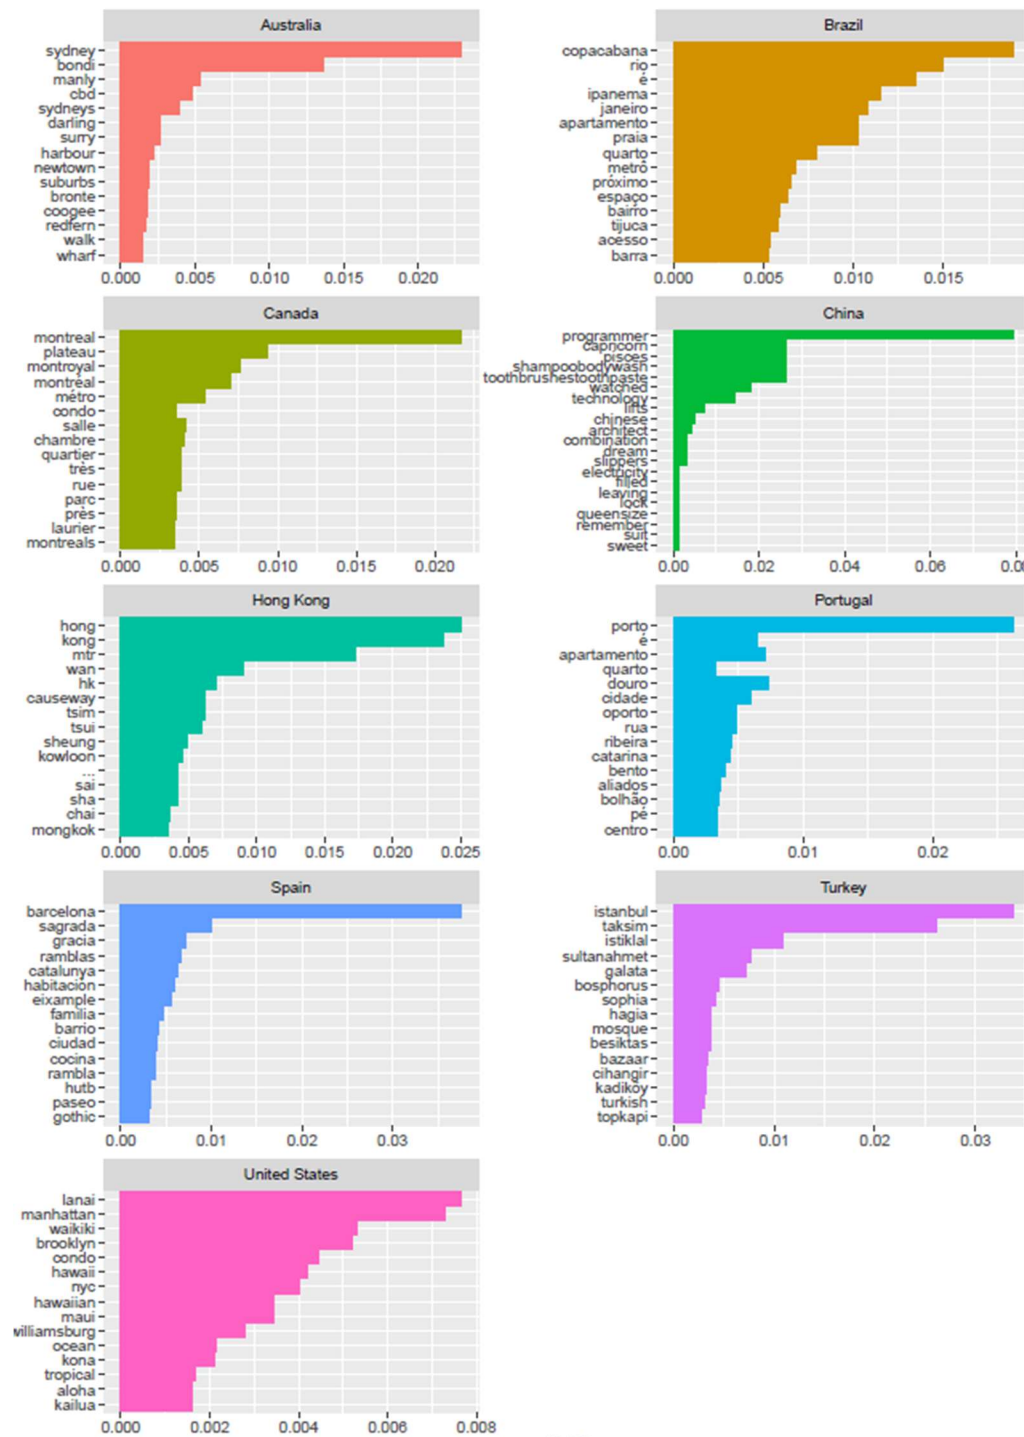 Australia
sydney
bondi
manly
cbd
sydneys
darling
surry
harbour
newtown
suburbs
bronte
coogee
redfern
walk
wharf
0.000 0.005 0.010 0.015 0.020
Brazil
copacabana
rio
é
ipanema
janeiro
apartamento
praia
quarto
metrô
próximo
espaço
bairro
tijuca
acesso
barra
0.000 0.005 0.010 0.015
Canada
montreal
plateau
montroyal
montréal
métro
condo
salle
chambre
quartier
très
rue
parc
près
laurier
montreals
0.000 0.005 0.010 0.015 0.020
China
programmer
capricorn
pisces
shampoobodywash
toothbrushestoothpaste
watched
technology
lifts
chinese
architect
combination
dream
slippers
electricity
filled
leaving
lock
queensize
remember
suit
sweet
0.00 0.02 0.04 0.06
Hong Kong
hong
kong
mtr
wan
hk
causeway
tsim
tsui
sheung
kowloon
...
sai
sha
chai
mongkok
0.000 0.005 0.010 0.015 0.020 0.025
Portugal
porto
é
apartamento
quarto
douro
cidade
oporto
rua
ribeira
catarina
bento
aliados
bolhão
pé
centro
0.00 0.01 0.02
Spain
barcelona
sagrada
gracia
ramblas
catalunya
habitación
eixample
familia
barrio
ciudad
cocina
rambla
hutb
paseo
gothic
0.00 0.01 0.02 0.03
Turkey
istanbul
taksim
istiklal
sultanahmet
galata
bosphorus
sophia
hagia
mosque
besiktas
bazaar
cihangir
kadiköy
turkish
topkapi
0.00 0.01 0.02 0.03
United States
lanai
manhattan
waikiki
brooklyn
condo
hawaii
nyc
hawaiian
maui
williamsburg
ocean
kona
tropical
aloha
kailua
0.000 0.002 0.004 0.006 0.008